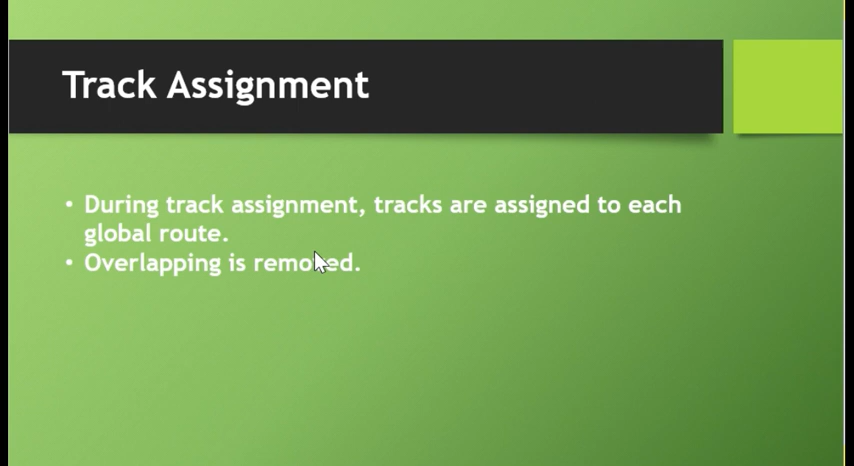 Track Assignment
• During track assignment, tracks are assigned to each
global route.
• Overlapping is removed.